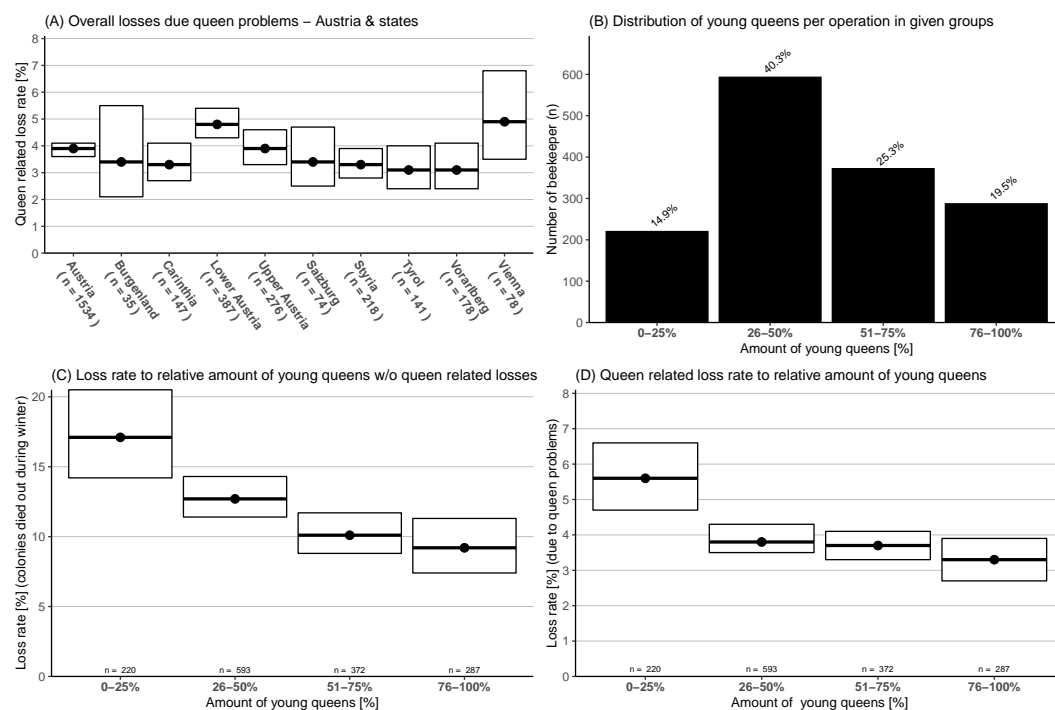 (A) Overall losses due queen problems – Austria & states
Queen related loss rate [%]
8
7
6
5
4
3
2
1
0
Austria
( n = 1534 )
Burgenland
( n = 35 )
Carinthia
( n = 147 )
Lower Austria
( n = 387 )
Upper Austria
( n = 276 )
Salzburg
( n = 74 )
Styria
( n = 218 )
Tyrol
( n = 141 )
Vorarlberg
( n = 178 )
Vienna
( n = 78 )
(B) Distribution of young queens per operation in given groups
Number of beekeeper (n)
600
500
400
300
200
100
0
14.9%
40.3%
25.3%
19.5%
0–25%
26–50%
51–75%
76–100%
Amount of young queens [%]
(C) Loss rate to relative amount of young queens w/o queen related losses
Loss rate [%] (colonies died out during winter)
20
15
10
5
0
n = 220
n = 593
n = 372
n = 287
0–25%
26–50%
51–75%
76–100%
Amount of young queens [%]
(D) Queen related loss rate to relative amount of young queens
Loss rate [%] (due to queen problems)
8
7
6
5
4
3
2
1
0
n = 220
n = 593
n = 372
n = 287
0–25%
26–50%
51–75%
76–100%
Amount of  young queens [%]